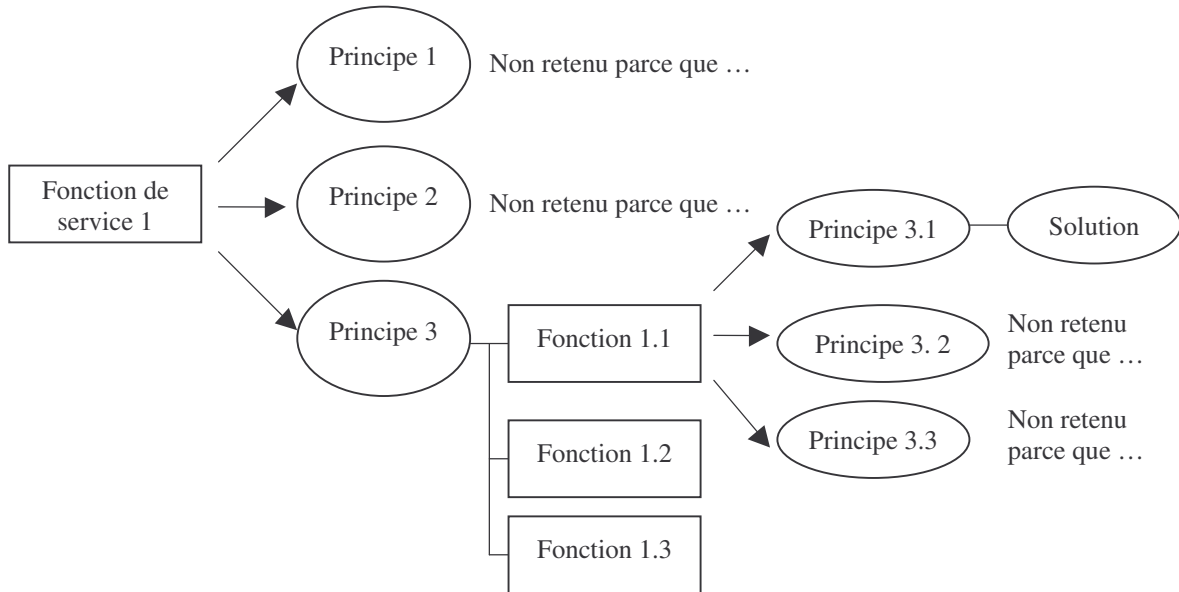 Principe 1
Non retenu parce que …
Fonction de
service 1
Principe 2
Non retenu parce que …
Principe 3.1
Solution
Principe 3
Fonction 1.1
Principe 3. 2
Non retenu
parce que …
Principe 3.3
Non retenu
parce que …
Fonction 1.2
Fonction 1.3